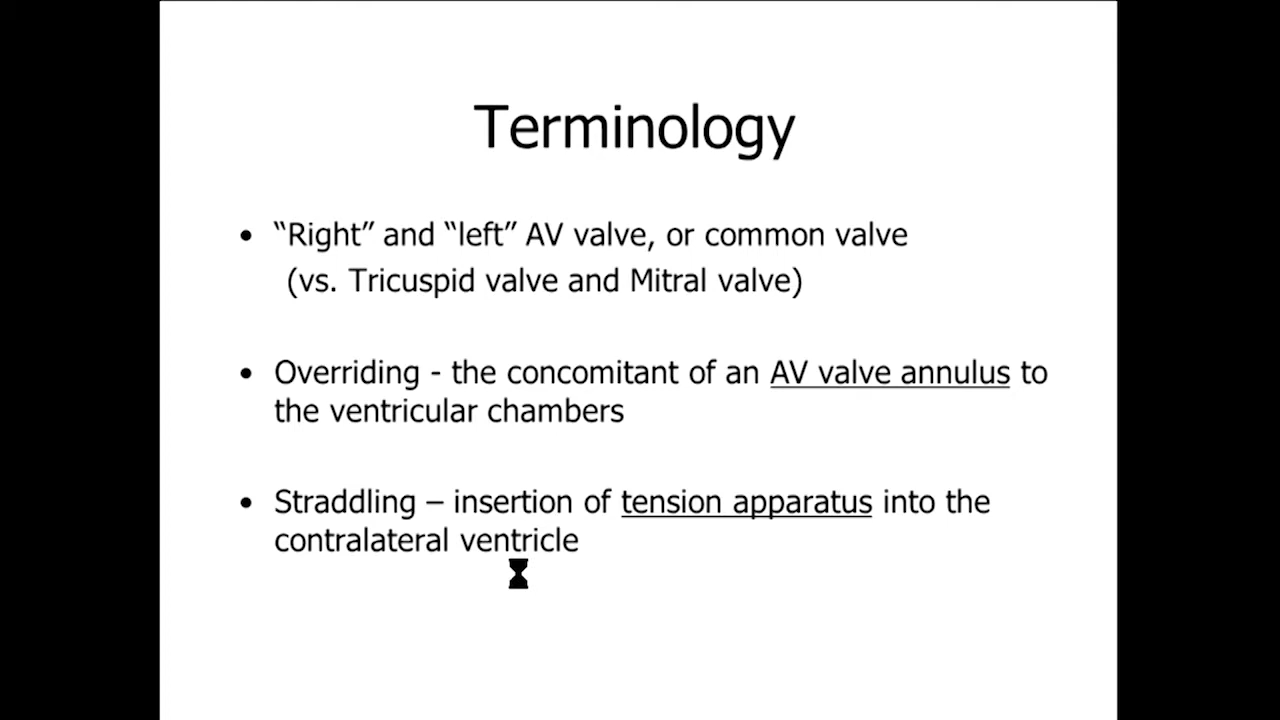 Terminology
• “Right” and “left” AV valve, or common valve
(vs. Tricuspid valve and Mitral valve)
• Overriding - the concomitant of an AV valve annulus to
the ventricular chambers
• Straddling – insertion of tension apparatus into the
contralateral ventricle